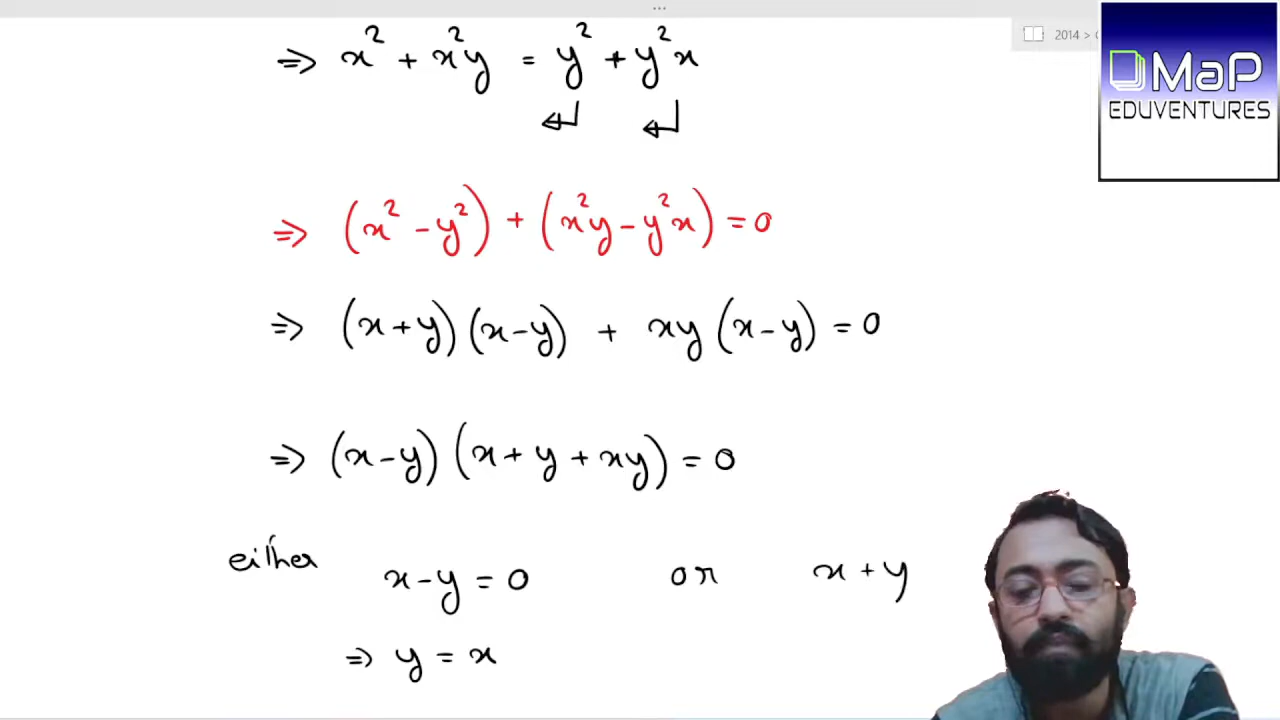 2014 >
MaP
EDUVENTURES
⇒ x² + x²y = y² + y²x
⇒ (x² - y²) + (x²y - y²x) = 0
⇒ (x+y)(x-y) + xy(x-y) = 0
⇒ (x-y)(x+y+xy) = 0
either x-y = 0 or x+y
⇒ y = x